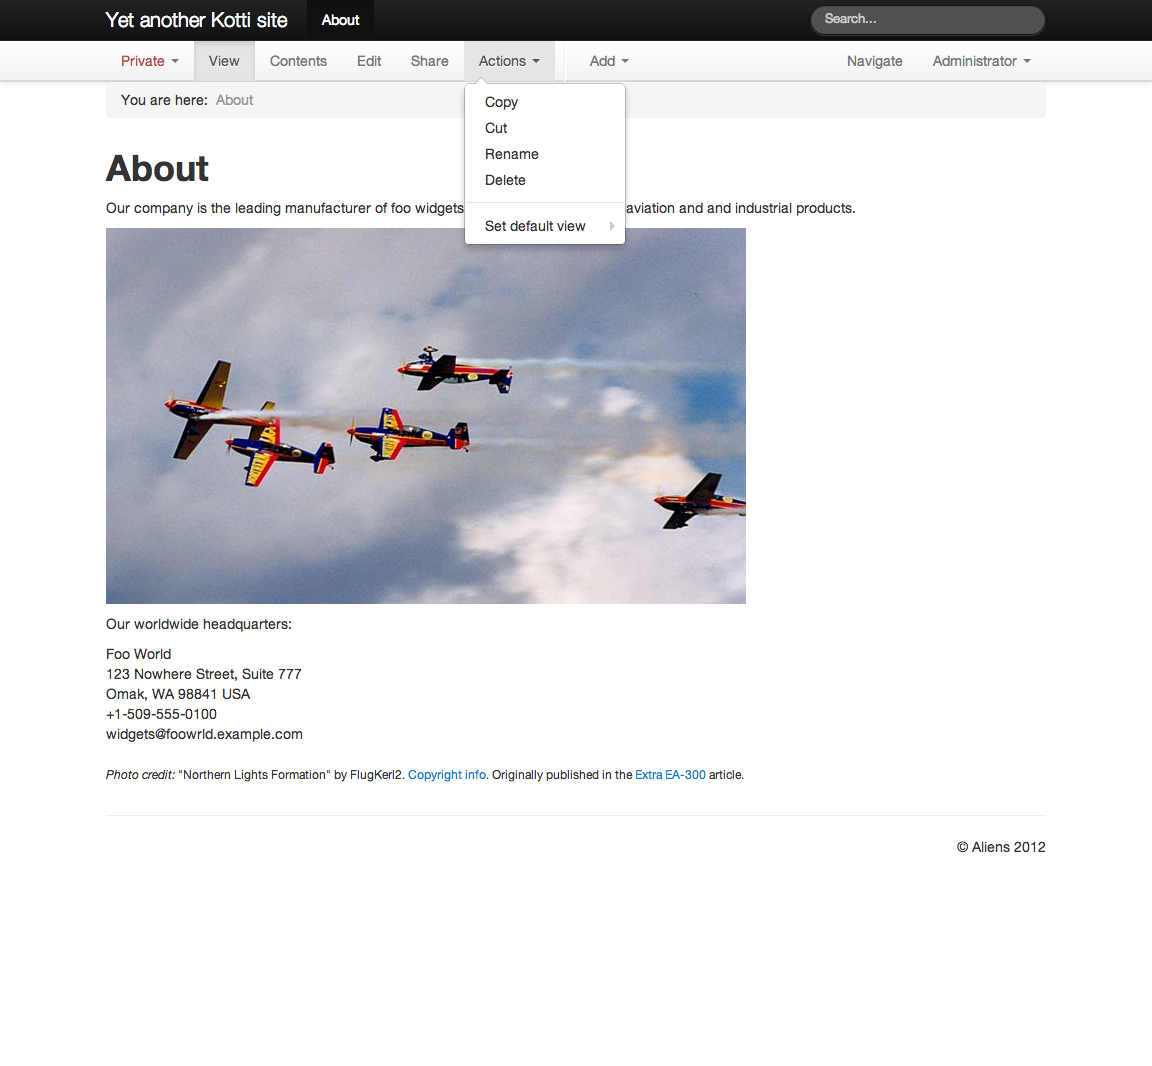 Yet another Kotti site About Search...
Private View Contents Edit Share Actions Add Navigate Administrator
You are here: About
Copy
Cut
Rename
Delete
Set default view
About
Our company is the leading manufacturer of foo widgets aviation and and industrial products.
Our worldwide headquarters:
Foo World
123 Nowhere Street, Suite 777
Omak, WA 98841 USA
+1-509-555-0100
widgets@foowrld.example.com
Photo credit: "Northern Lights Formation" by FlugKerl2. Copyright info. Originally published in the Extra EA-300 article.
© Aliens 2012